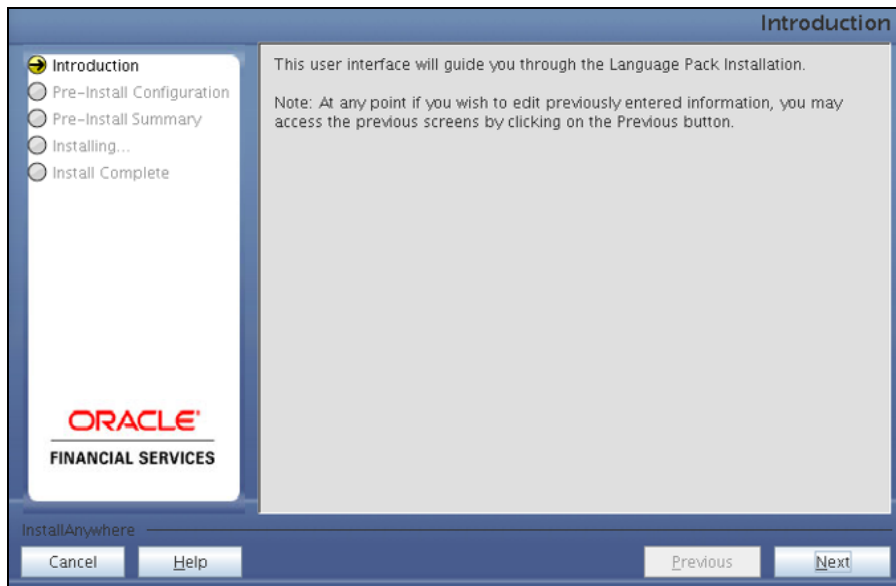 Introduction
Introduction
Pre-Install Configuration
Pre-Install Summary
Installing...
Install Complete
ORACLE'
FINANCIAL SERVICES
This user interface will guide you through the Language Pack Installation.
Note: At any point if you wish to edit previously entered information, you may
access the previous screens by clicking on the Previous button.
InstallAnywhere
Cancel
Help
Previous
Next